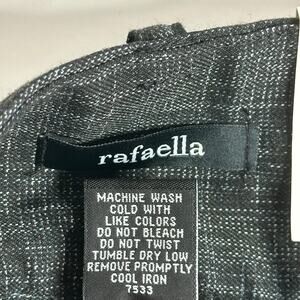 rafaella
MACHINE WASH
COLD WITH
LIKE COLORS
DO NOT BLEACH
DO NOT TWIST
TUMBLE DRY LOW
REMOVE PROMPTLY
COOL IRON
7533